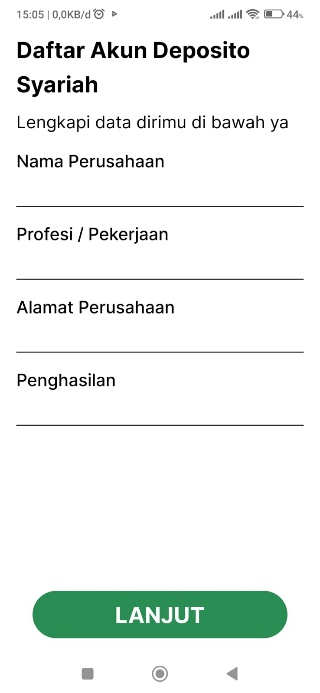 15:05 | 0,0KB/d
44%
Daftar Akun Deposito
Syariah
Lengkapi data dirimu di bawah ya
Nama Perusahaan
Profesi / Pekerjaan
Alamat Perusahaan
Penghasilan
LANJUT